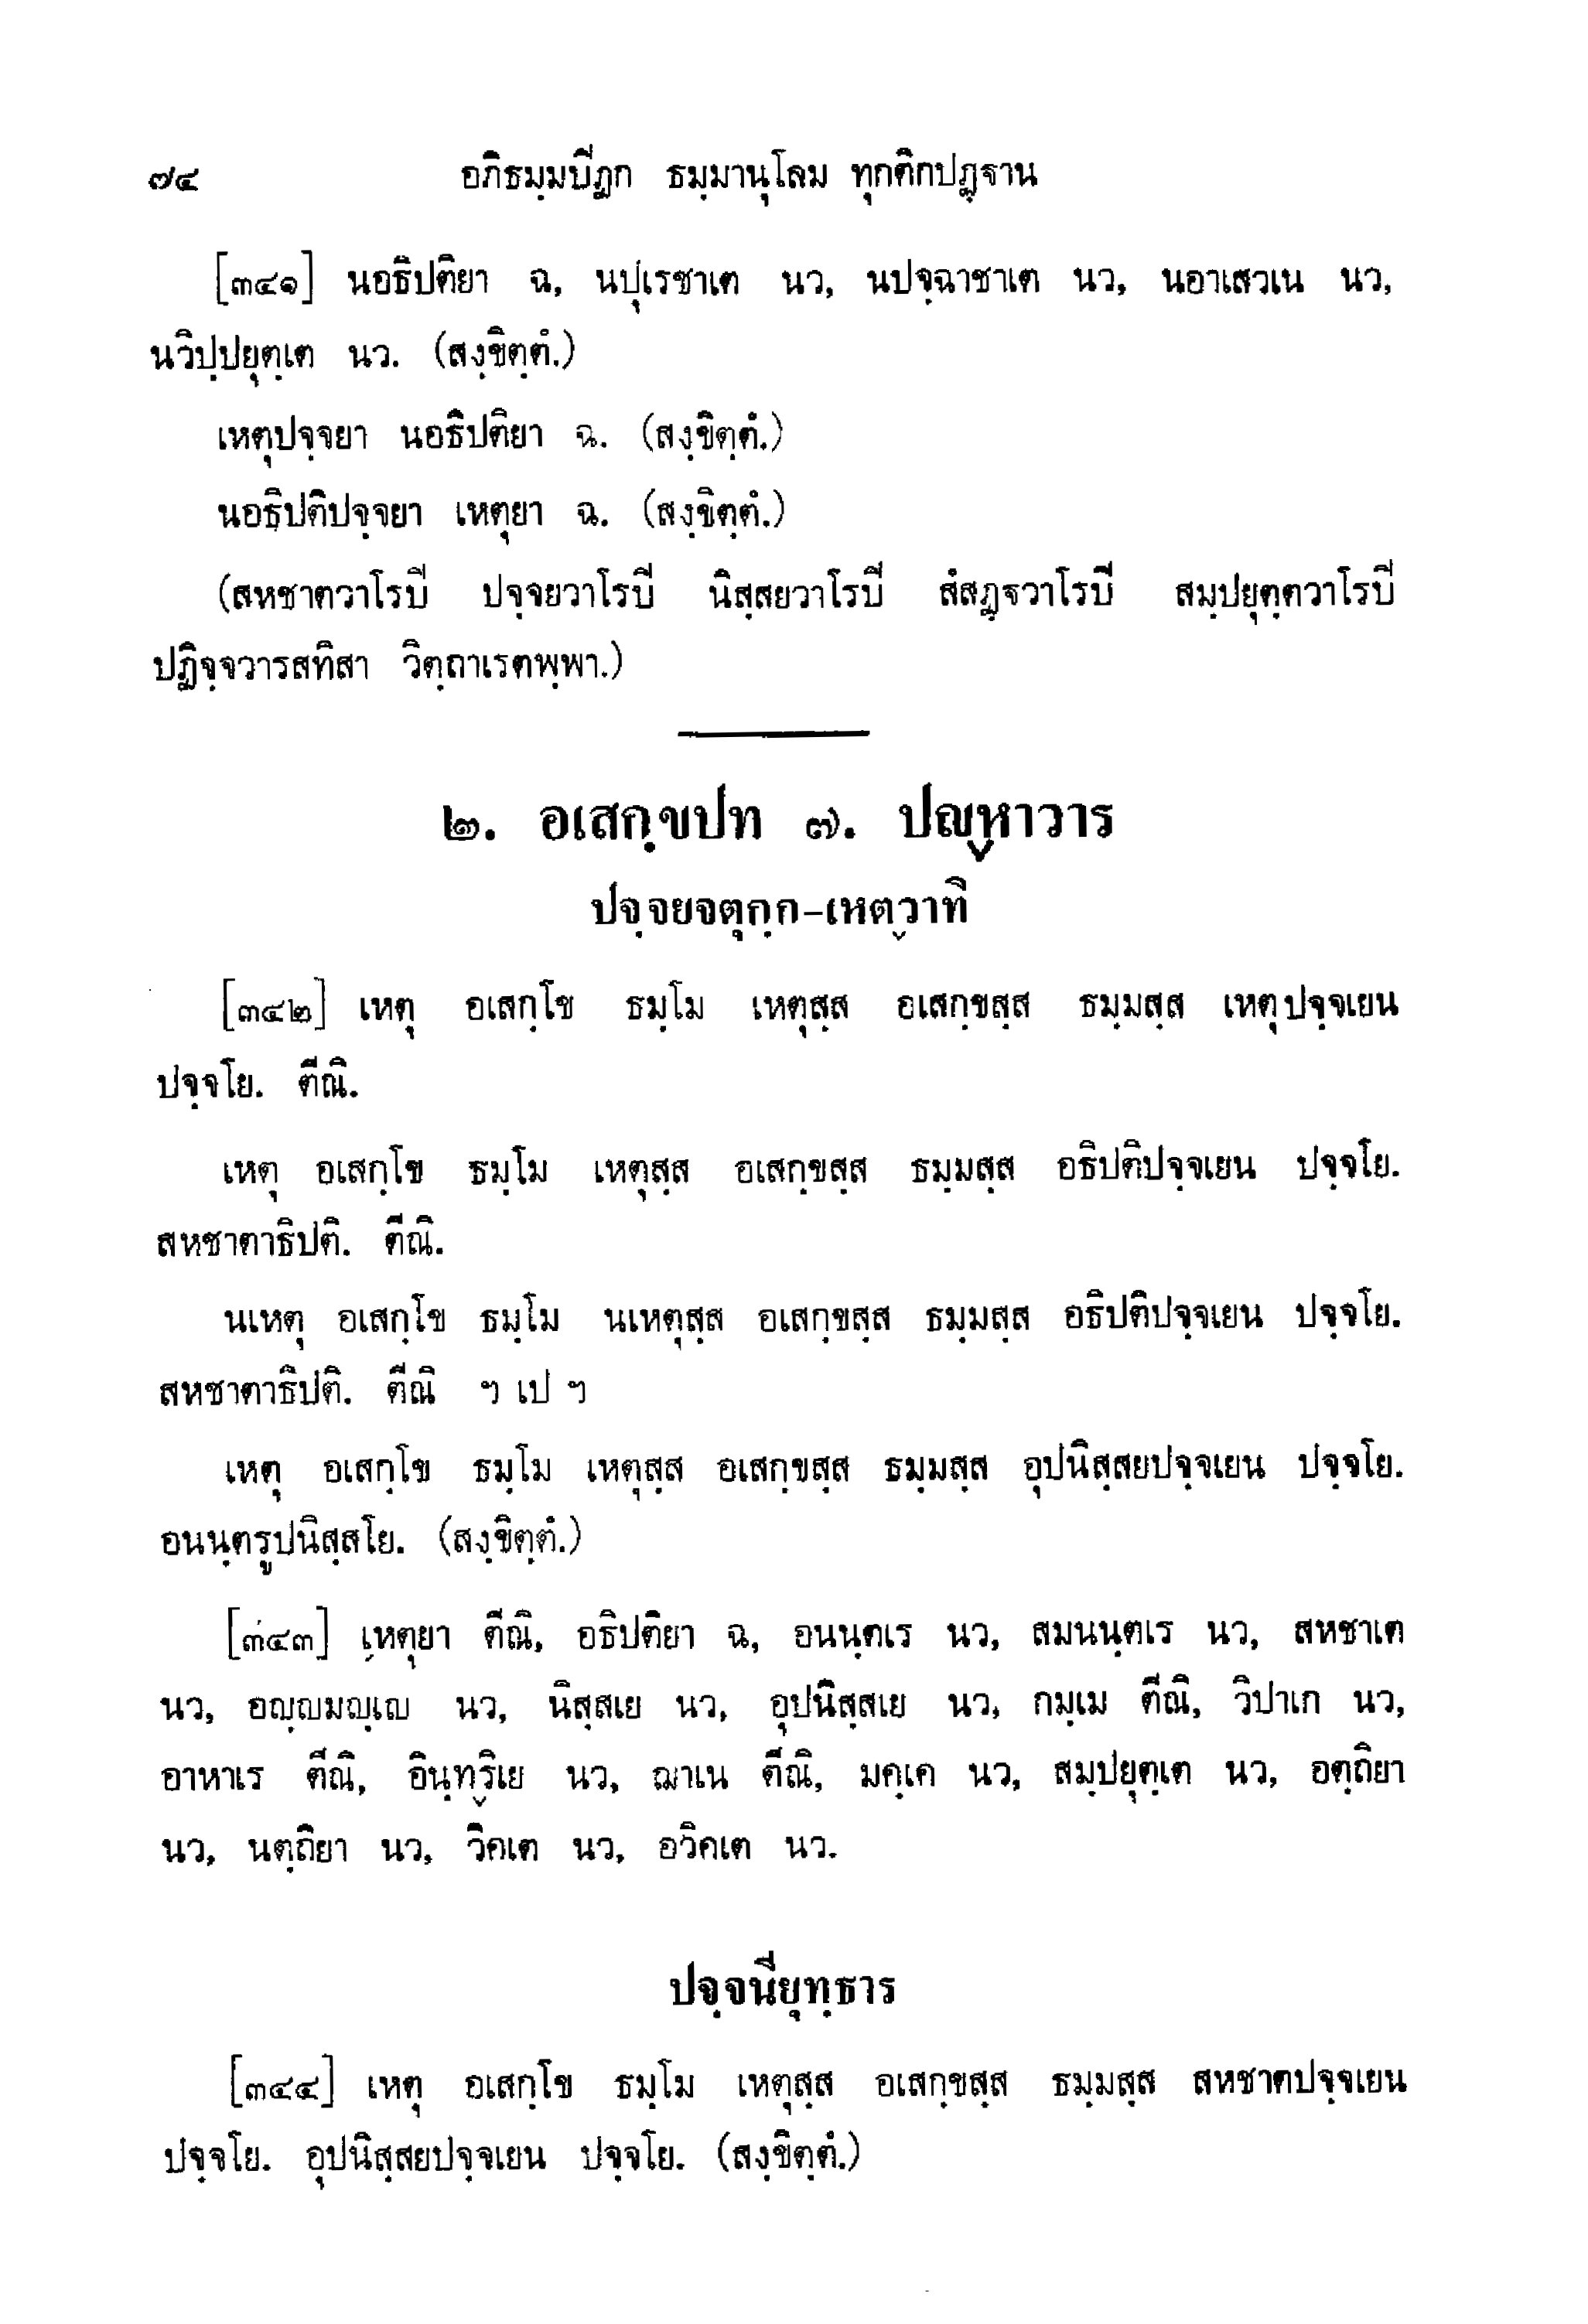 ๗๔ อภิธมฺมปิฏก ธมฺมานุโลม ทุกติกปฏฺฐาน
[๓๔๑] นอธิปติยา ฉ, นปุเรชาเต นว, นปจฺฉาชาเต นว, นอาเสวเน นว,
นวิปฺปยุตฺเต นว. (สงฺขิตฺตํ.)
เหตุปจฺจยา นอธิปติยา ฉ. (สงฺขิตฺตํ.)
นอธิปติปจฺจยา เหตุยา ฉ. (สงฺขิตฺตํ.)
(สหชาตวาโรปิ ปจฺจยวาโรปิ นิสฺสยวาโรปิ สํสฏฺฐวาโรปิ สมฺปยุตฺตวาโรปิ
ปฏิจฺจวารสทิสา วิตฺถาเรตพฺพา.)
๒. อเสกฺขปท ๗. ปญฺหาวาร
ปจฺจยจตุกฺก-เหตฺวาทิ
[๓๔๒] เหตุ อเสกฺโข ธมฺโม เหตุสฺส อเสกฺขสฺส ธมฺมสฺส เหตุปจฺจเยน
ปจฺจโย. ตีณิ.
เหตุ อเสกฺโข ธมฺโม เหตุสฺส อเสกฺขสฺส ธมฺมสฺส อธิปติปจฺจเยน ปจฺจโย.
สหชาตาธิปติ. ตีณิ.
นเหตุ อเสกฺโข ธมฺโม นเหตุสฺส อเสกฺขสฺส ธมฺมสฺส อธิปติปจฺจเยน ปจฺจโย.
สหชาตาธิปติ. ตีณิ ฯ เป ฯ
เหตุ อเสกฺโข ธมฺโม เหตุสฺส อเสกฺขสฺส ธมฺมสฺส อุปนิสฺสยปจฺจเยน ปจฺจโย.
อนนฺตรูปนิสฺสโย. (สงฺขิตฺตํ.)
[๓๔๓] เหตุยา ตีณิ, อธิปติยา ฉ, อนนฺตเร นว, สมนนฺตเร นว, สหชาเต
นว, อญฺญมญฺเญ นว, นิสฺสเย นว, อุปนิสฺสเย นว, กมฺเม ตีณิ, วิปาเก นว,
อาหาเร ตีณิ, อินฺทฺริเย นว, ฌาเน ตีณิ, มคฺเค นว, สมฺปยุตฺเต นว, อตฺถิยา
นว, นตฺถิยา นว, วิคเต นว, อวิคเต นว.
ปจฺจนียุทฺธาร
[๓๔๔] เหตุ อเสกฺโข ธมฺโม เหตุสฺส อเสกฺขสฺส ธมฺมสฺส สหชาตปจฺจเยน
ปจฺจโย. อุปนิสฺสยปจฺจเยน ปจฺจโย. (สงฺขิตฺตํ.)